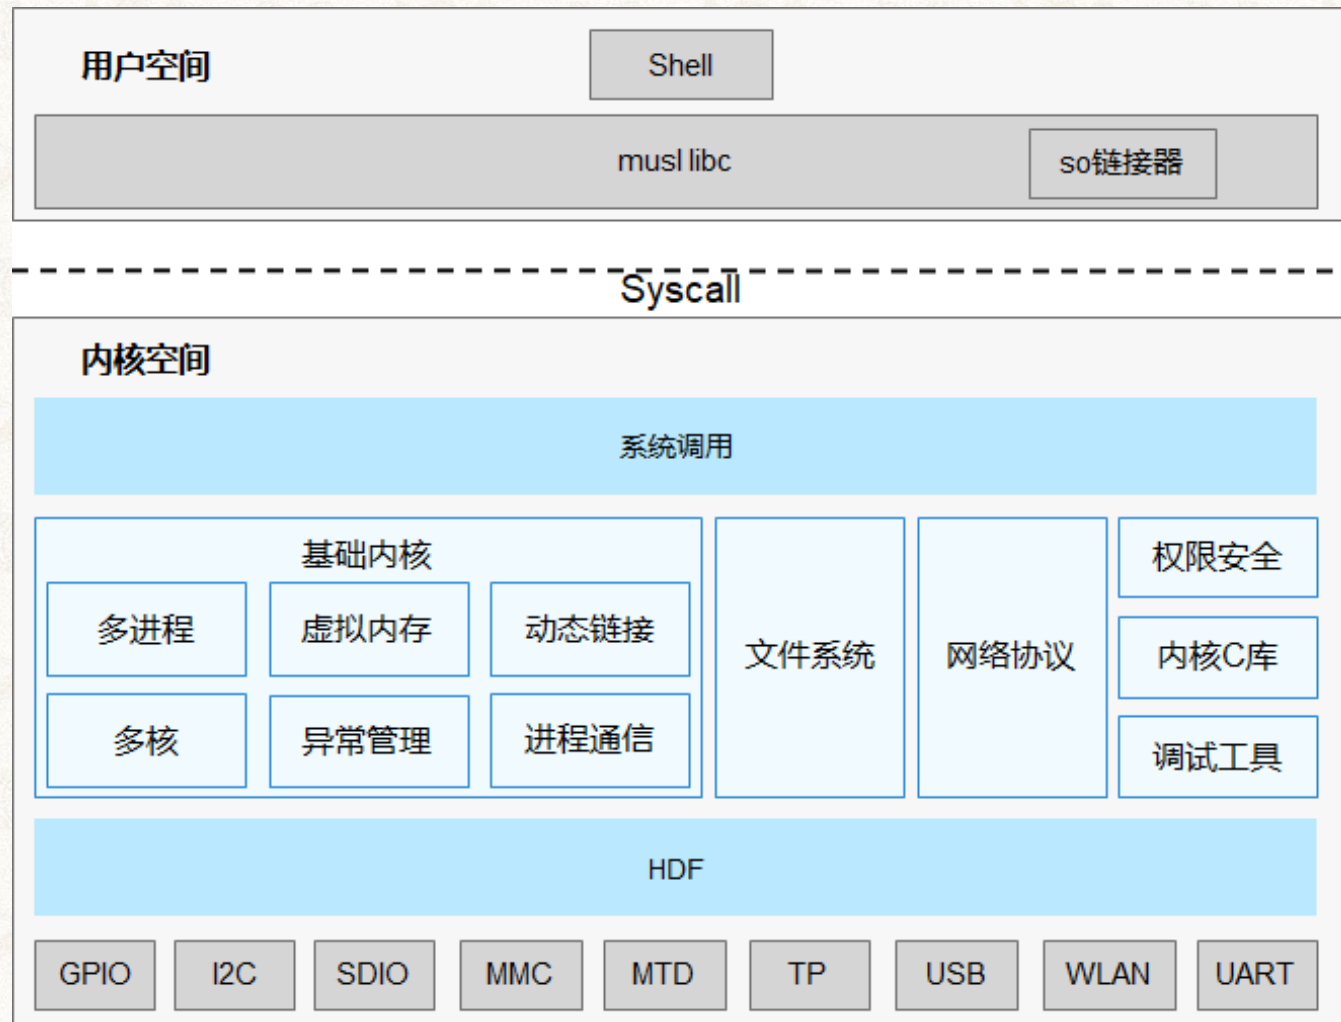 用户空间
Shell
musl libc
so链接器
Syscall
内核空间
系统调用
基础内核
多进程
虚拟内存
动态链接
多核
异常管理
进程通信
文件系统
网络协议
权限安全
内核C库
调试工具
HDF
GPIO
I2C
SDIO
MMC
MTD
TP
USB
WLAN
UART